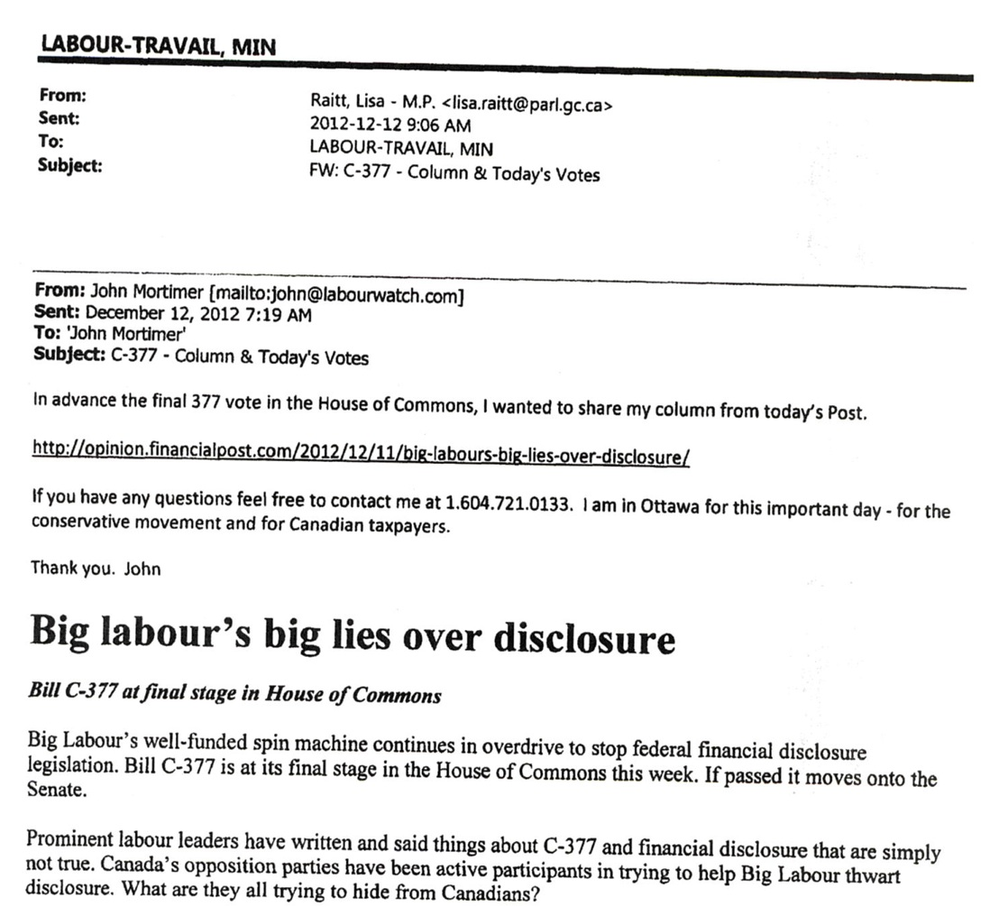 LABOUR-TRAVAIL, MIN
From: Raitt, Lisa - M.P. <lisa.raitt@parl.gc.ca>
Sent: 2012-12-12 9:06 AM
To: LABOUR-TRAVAIL, MIN
Subject: FW: C-377 - Column & Today's Votes
From: John Mortimer [mailto:john@labourwatch.com]
Sent: December 12, 2012 7:19 AM
To: 'John Mortimer'
Subject: C-377 - Column & Today's Votes
In advance the final 377 vote in the House of Commons, I wanted to share my column from today's Post.
http://opinion.financialpost.com/2012/12/11/big-labours-big-lies-over-disclosure/
If you have any questions feel free to contact me at 1.604.721.0133. I am in Ottawa for this important day - for the
conservative movement and for Canadian taxpayers.
Thank you. John
Big labour's big lies over disclosure
Bill C-377 at final stage in House of Commons
Big Labour's well-funded spin machine continues in overdrive to stop federal financial disclosure
legislation. Bill C-377 is at its final stage in the House of Commons this week. If passed it moves onto the
Senate.
Prominent labour leaders have written and said things about C-377 and financial disclosure that are simply
not true. Canada's opposition parties have been active participants in trying to help Big Labour thwart
disclosure. What are they all trying to hide from Canadians?